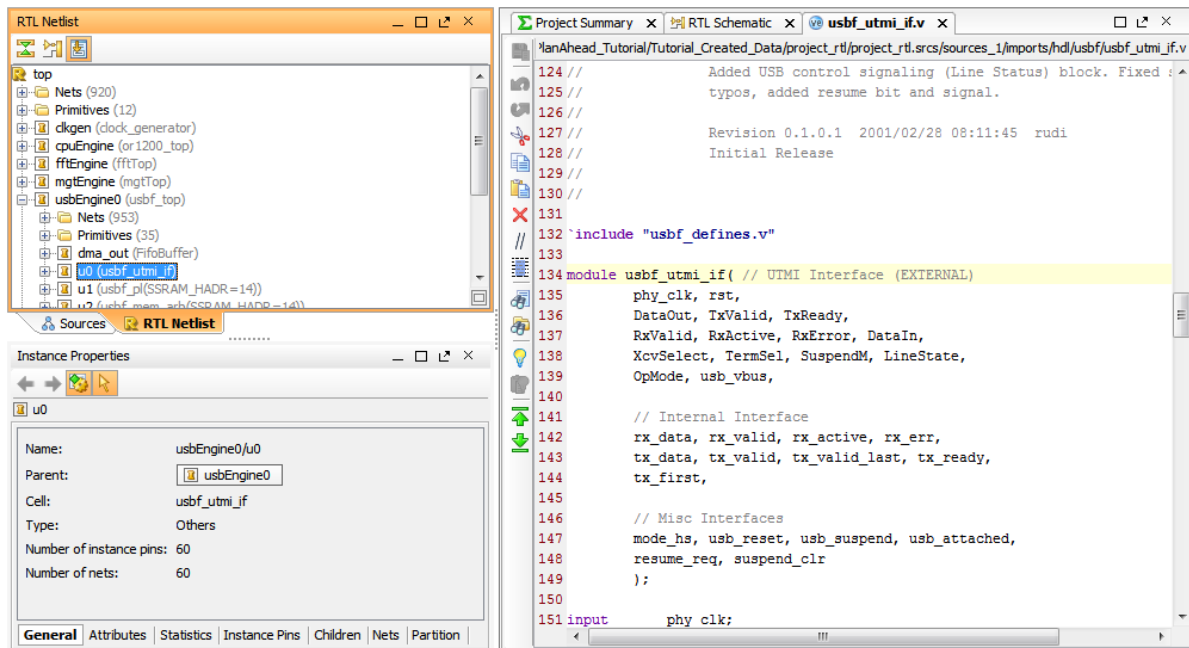 RTL Netlist
top
Nets (920)
Primitives (12)
clkgen (clock_generator)
cpuEngine (or1200_top)
fftEngine (fftTop)
mgtEngine (mgtTop)
usbEngine0 (usbf_top)
Nets (953)
Primitives (35)
dma_out (FifoBuffer)
u0 (usbf_utmi_if)
u1 (usbf_pl(SSRAM_HADR=14))
u2 (usbf_mem_arb(SSRAM_HADR=14))
Sources RTL Netlist
Instance Properties
u0
Name: usbEngine0/u0
Parent: usbEngine0
Cell: usbf_utmi_if
Type: Others
Number of instance pins: 60
Number of nets: 60
General Attributes Statistics Instance Pins Children Nets Partition
Project Summary RTL Schematic usbf_utmi_if.v
lanAhead_Tutorial/Tutorial_Created_Data/project_rtl/project_rtl.srcs/sources_1/imports/hdl/usbf/usbf_utmi_if.v
124 // Added USB control signaling (Line Status) block. Fixed
125 // typos, added resume bit and signal.
126 //
127 // Revision 0.1.0.1 2001/02/28 08:11:45 rudi
128 // Initial Release
129 //
130 //
131
132 `include "usbf_defines.v"
133
134 module usbf_utmi_if( // UTMI Interface (EXTERNAL)
135 phy_clk, rst,
136 DataOut, TxValid, TxReady,
137 RxValid, RxActive, RxError, DataIn,
138 XcvSelect, TermSel, SuspendM, LineState,
139 OpMode, usb_vbus,
140
141 // Internal Interface
142 rx_data, rx_valid, rx_active, rx_err,
143 tx_data, tx_valid, tx_valid_last, tx_ready,
144 tx_first,
145
146 // Misc Interfaces
147 mode_hs, usb_reset, usb_suspend, usb_attached,
148 resume_req, suspend_clr
149 );
150
151 input phy_clk;